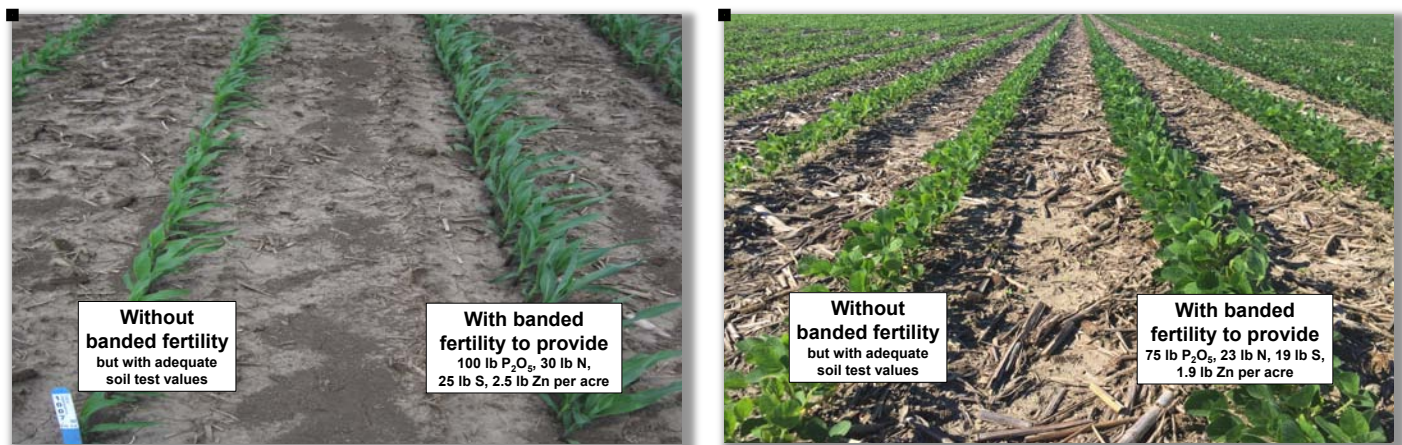 Without
banded fertility
but with adequate
soil test values
With banded
fertility to provide
100 lb P₂O₅, 30 lb N,
25 lb S, 2.5 lb Zn per acre
Without
banded fertility
but with adequate
soil test values
With banded
fertility to provide
75 lb P₂O₅, 23 lb N, 19 lb S,
1.9 lb Zn per acre